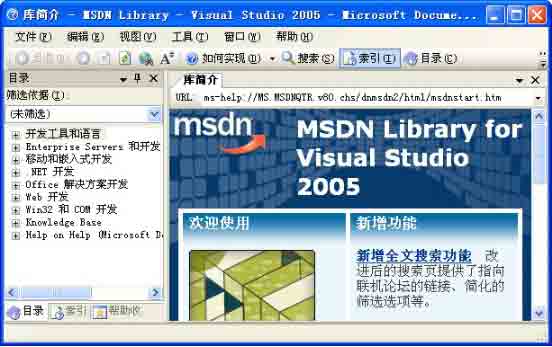 库简介 - MSDN Library - Visual Studio 2005 - Microsoft Docume...
文件(F) 编辑(E) 视图(V) 工具(T) 窗口(W) 帮助(H)
如何实现(O) 搜索(S) 索引(I) 目录(C)
目录
筛选依据(I):
(未筛选)
开发工具和语言
Enterprise Servers 和开发
移动和嵌入式开发
.NET 开发
Office 解决方案开发
Web 开发
Win32 和 COM 开发
Knowledge Base
Help on Help (Microsoft Do
目录 索引 帮助收
库简介
URL: ms-help://MS.MSDNQTR.v80.chs/dnmsdn2/html/msdnstart.htm
msdn
MSDN Library for
Visual Studio
2005
欢迎使用
新增功能
新增全文搜索功能 改
进后的搜索页提供了指向
联机论坛的链接、简化的
筛选选项等。